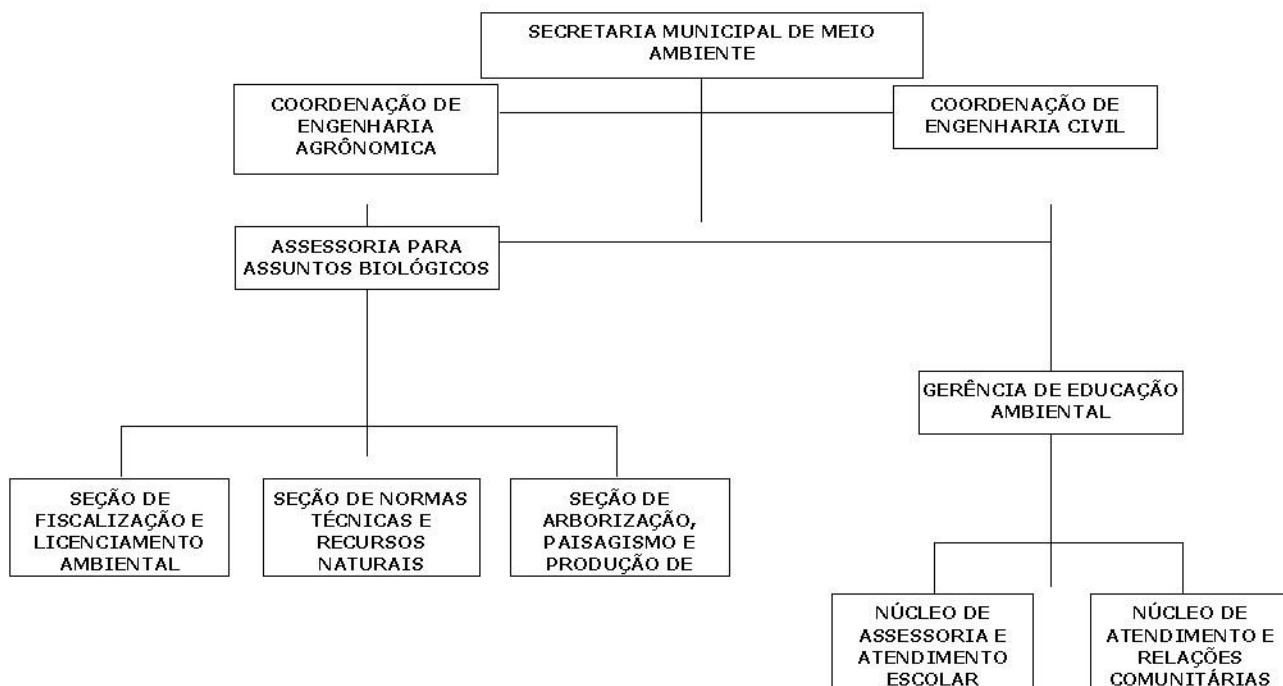 SECRETARIA MUNICIPAL DE MEIO
AMBIENTE
COORDENAÇÃO DE
ENGENHARIA
AGRÔNOMICA
COORDENAÇÃO DE
ENGENHARIA CIVIL
ASSESSORIA PARA
ASSUNTOS BIOLÓGICOS
GERÊNCIA DE EDUCAÇÃO
AMBIENTAL
SEÇÃO DE
FISCALIZAÇÃO E
LICENCIAMENTO
AMBIENTAL
SEÇÃO DE NORMAS
TÉCNICAS E
RECURSOS
NATURAIS
SEÇÃO DE
ARBORIZAÇÃO,
PAISAGISMO E
PRODUÇÃO DE
NÚCLEO DE
ASSESSORIA E
ATENDIMENTO
ESCOLAR
NÚCLEO DE
ATENDIMENTO E
RELAÇÕES
COMUNITÁRIAS